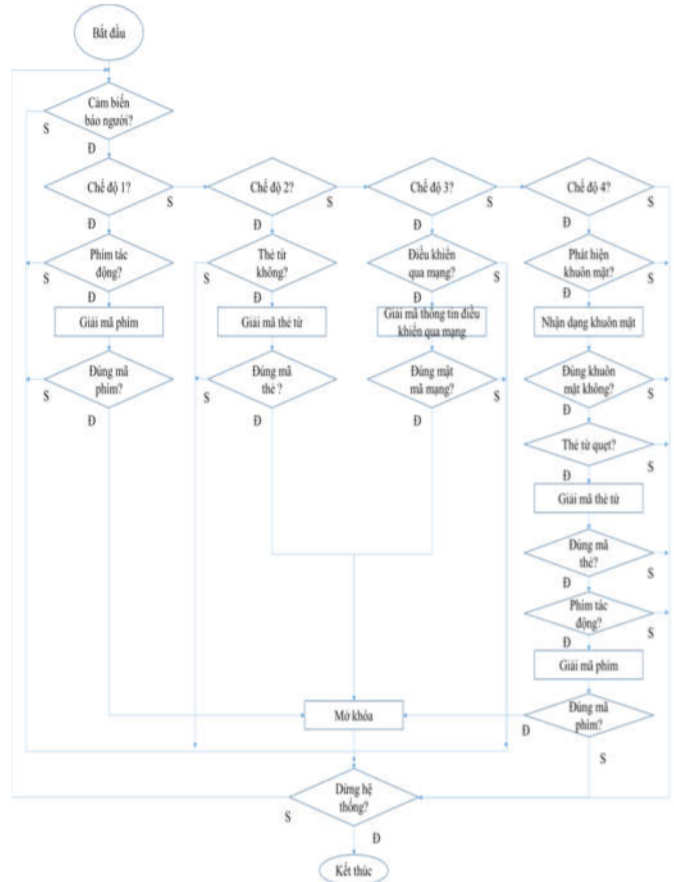 Bắt đầu
Cảm biến
báo người?
S
Đ
Chế độ 1?
S
Đ
Chế độ 2?
S
Đ
Chế độ 3?
S
Đ
Chế độ 4?
S
Đ
Phím tác
động?
S
Đ
Thẻ từ
không?
S
Đ
Điều khiển
qua mạng?
S
Đ
Phát hiện
khuôn mặt?
S
Đ
Giải mã phím
Giải mã thẻ từ
Giải mã thông tin điều
khiển qua mạng
Nhận dạng khuôn mặt
Đúng mã
phím?
S
Đ
Đúng mã
thẻ ?
S
Đ
Đúng mật
mã mạng?
S
Đ
Đúng khuôn
mặt không?
S
Đ
Thẻ từ quẹt?
S
Đ
Giải mã thẻ từ
Đúng mã
thẻ?
S
Đ
Phím tác
động?
S
Đ
Giải mã phím
Đúng mã
phím?
Đ
S
Mở khóa
Dừng hệ
thống?
S
Đ
Kết thúc